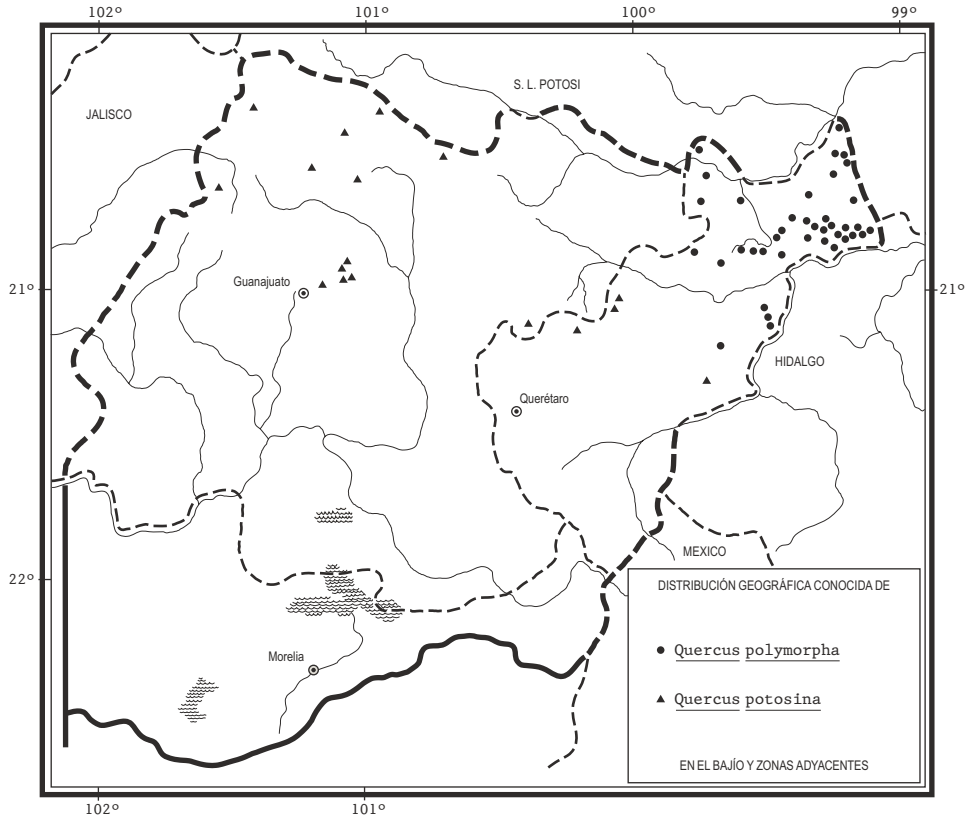 102º 101º 100º 99º
S. L. POTOSI
JALISCO
Guanajuato
21º 21º
HIDALGO
Querétaro
MEXICO
22º
DISTRIBUCIÓN GEOGRÁFICA CONOCIDA DE
Quercus polymorpha
Morelia
Quercus potosina
EN EL BAJÍO Y ZONAS ADYACENTES
102º 101º